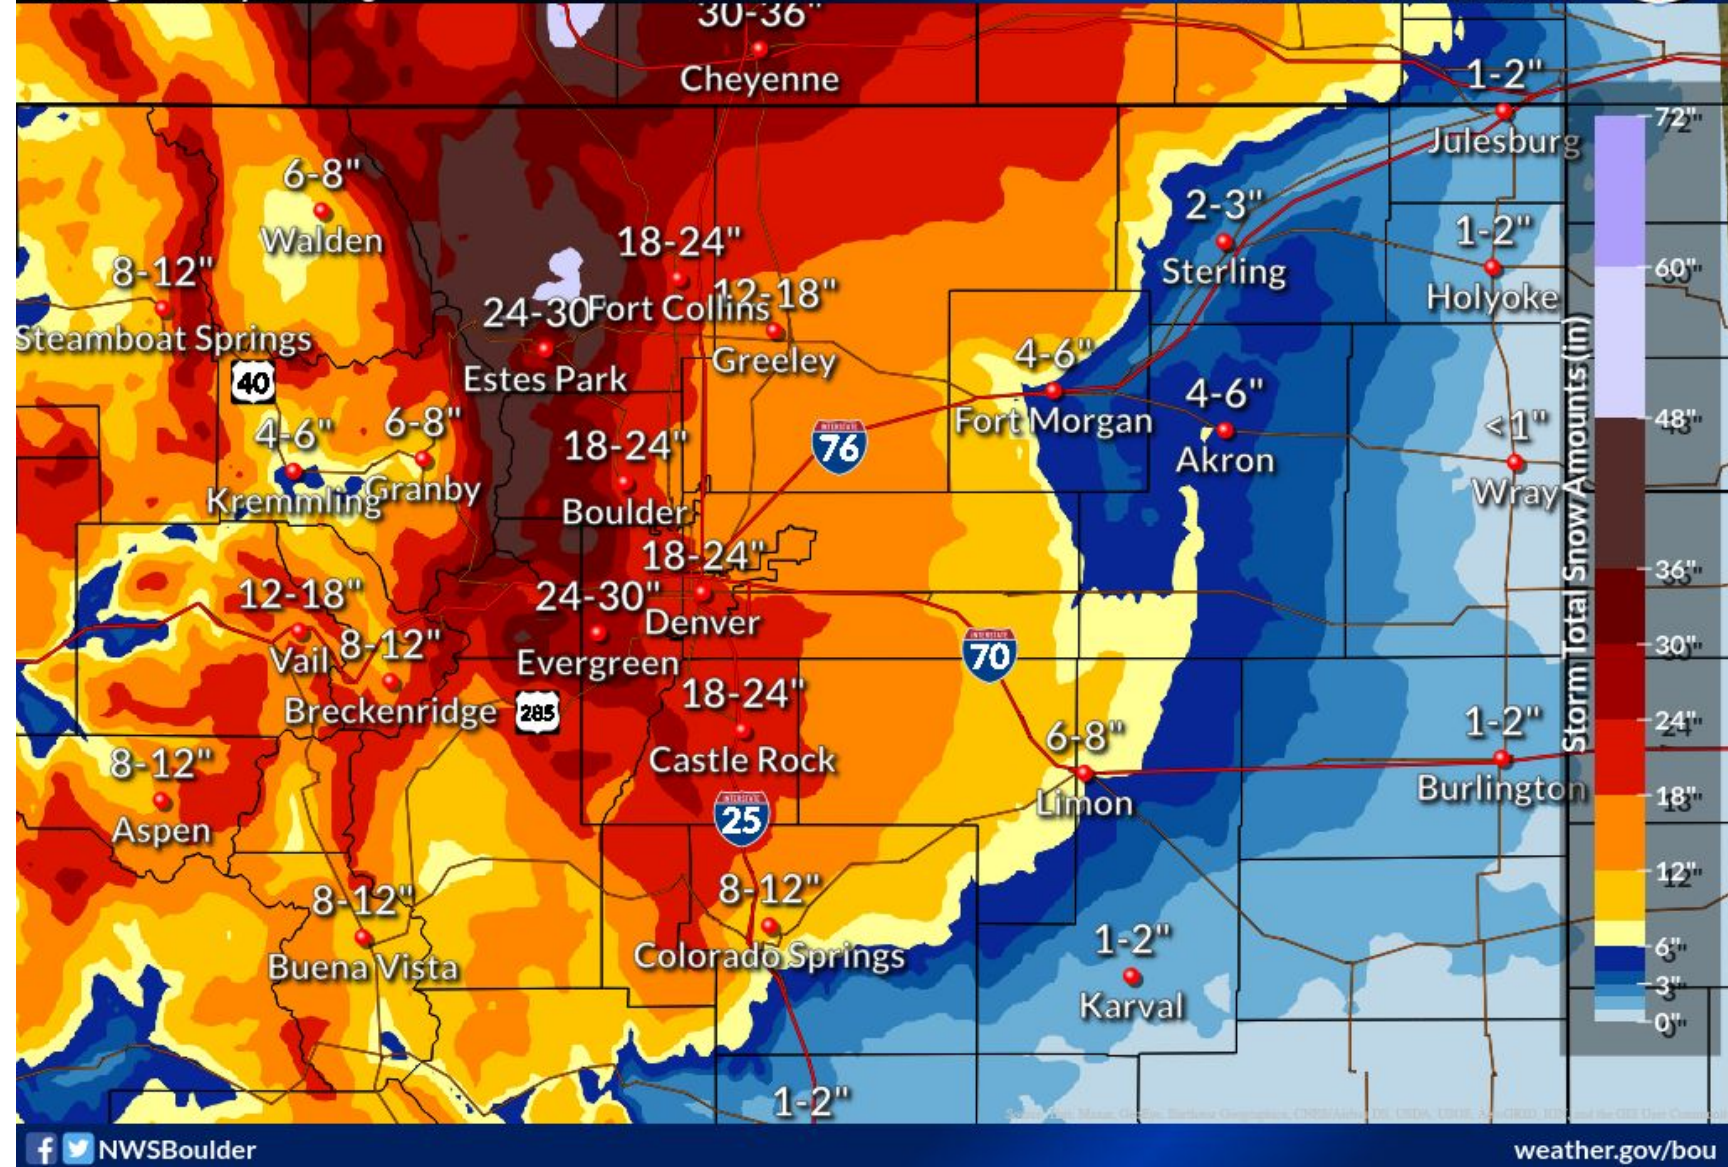 30-36"
Cheyenne
1-2"
Julesburg
6-8"
Walden
2-3"
Sterling
1-2"
Holyoke
8-12"
Steamboat Springs
18-24"
Fort Collins
12-18"
Greeley
24-30
Estes Park
40
4-6"
Fort Morgan
4-6"
Akron
<1"
Wray
4-6"
Kremmling
6-8"
Granby
INTERSTATE
76
18-24"
Boulder
18-24"
Denver
12-18"
Vail
24-30"
Evergreen
8-12"
Breckenridge
285
INTERSTATE
70
18-24"
Castle Rock
6-8"
Limon
1-2"
Burlington
8-12"
Aspen
INTERSTATE
25
8-12"
Buena Vista
8-12"
Colorado Springs
1-2"
Karval
1-2"
Storm Total Snow Amounts (in)
72"
60"
48"
36"
30"
24"
18"
12"
6"
3"
0"
NWSBoulder
weather.gov/bou